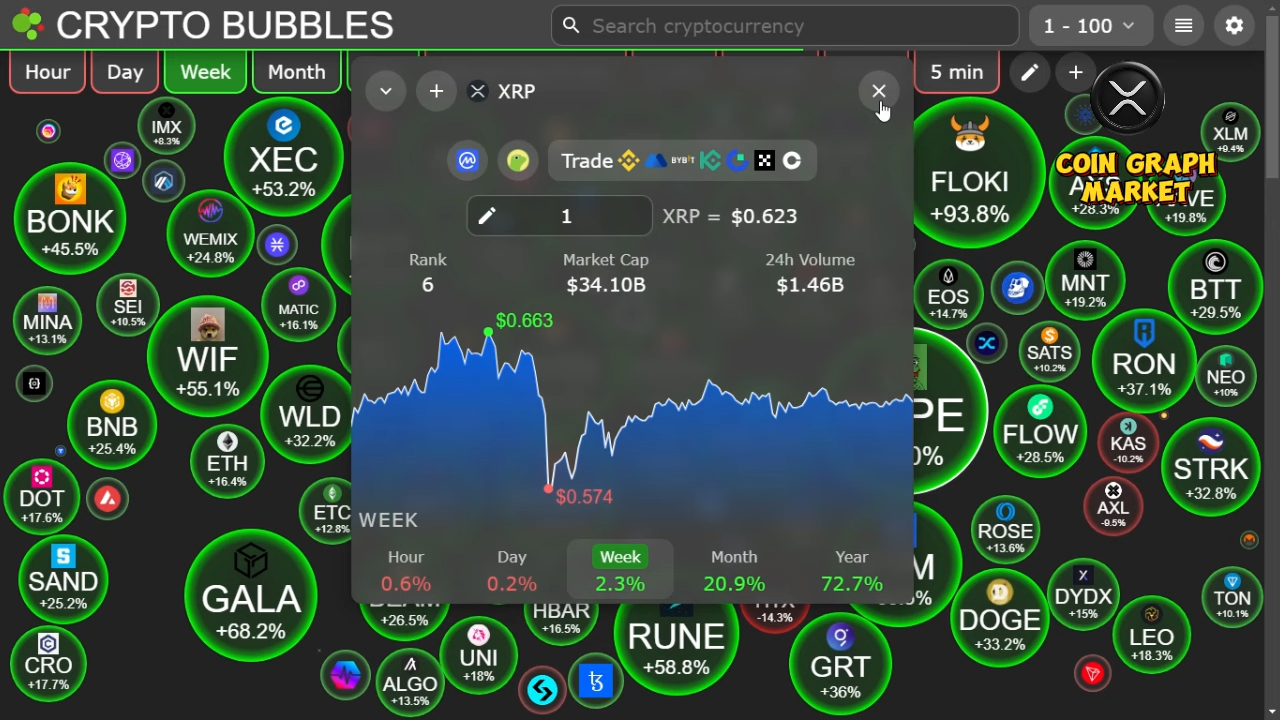 CRYPTO BUBBLES
Search cryptocurrency
1 - 100
Hour
Day
Week
Month
5 min
XRP
Trade
BYBIT
1
XRP = $0.623
Rank
Market Cap
24h Volume
6
$34.10B
$1.46B
$0.663
$0.574
WEEK
Hour
Day
Week
Month
Year
0.6%
0.2%
2.3%
20.9%
72.7%
COIN GRAPH
MARKET
IMX
+8.3%
XEC
+53.2%
BONK
+45.5%
WEMIX
+24.8%
SEI
+10.5%
MATIC
+16.1%
MINA
+13.1%
WIF
+55.1%
WLD
+32.2%
BNB
+25.4%
ETH
+16.4%
DOT
+17.6%
ETC
+12.8%
SAND
+25.2%
GALA
+68.2%
CRO
+17.7%
+26.5%
HBAR
+16.5%
UNI
+18%
ALGO
+13.5%
RUNE
+58.8%
-14.3%
GRT
+36%
FLOKI
+93.8%
+28.3%
+19.8%
XLM
+9.4%
EOS
+14.7%
MNT
+19.2%
BTT
+29.5%
SATS
+10.2%
RON
+37.1%
NEO
+10%
FLOW
+28.5%
KAS
-10.2%
STRK
+32.8%
AXL
-9.5%
ROSE
+13.6%
DOGE
+33.2%
DYDX
+15%
LEO
+18.3%
TON
+10.1%